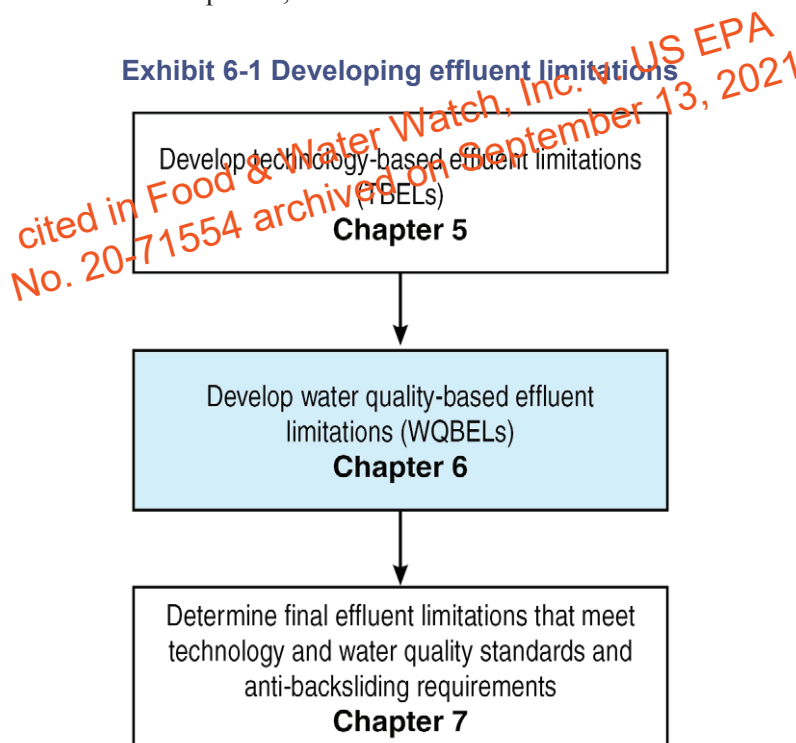 Exhibit 6-1 Developing effluent limitations
cited in Food & Water Watch, Inc. v. US EPA
No. 20-71554 archived on September 13, 2021
Develop technology-based effluent limitations
(TBELs)
Chapter 5
Develop water quality-based effluent
limitations (WQBELs)
Chapter 6
Determine final effluent limitations that meet
technology and water quality standards and
anti-backsliding requirements
Chapter 7